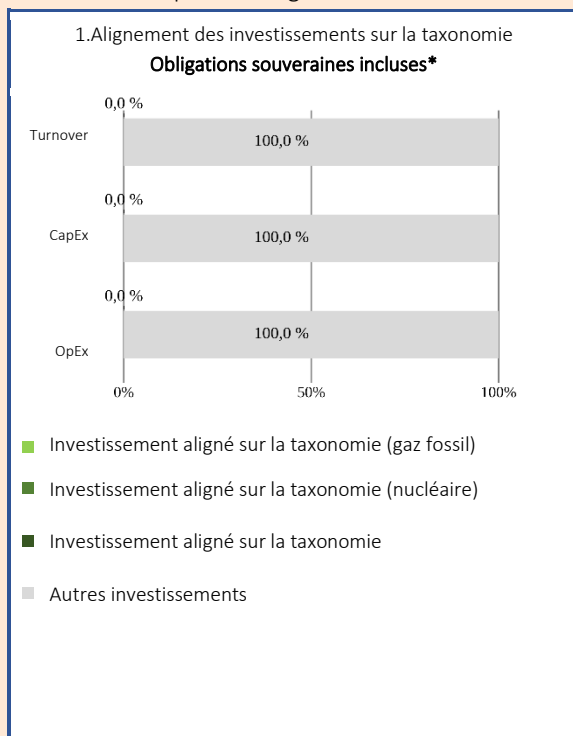 1.Alignement des investissements sur la taxonomie
Obligations souveraines incluses*
0,0 %
Turnover
100,0 %
0,0 %
CapEx
100,0 %
0,0 %
100,0 %
OpEx
0%
50%
100%
Investissement aligné sur la taxonomie (gaz fossil)
Investissement aligné sur la taxonomie (nucléaire)
Investissement aligné sur la taxonomie
Autres investissements